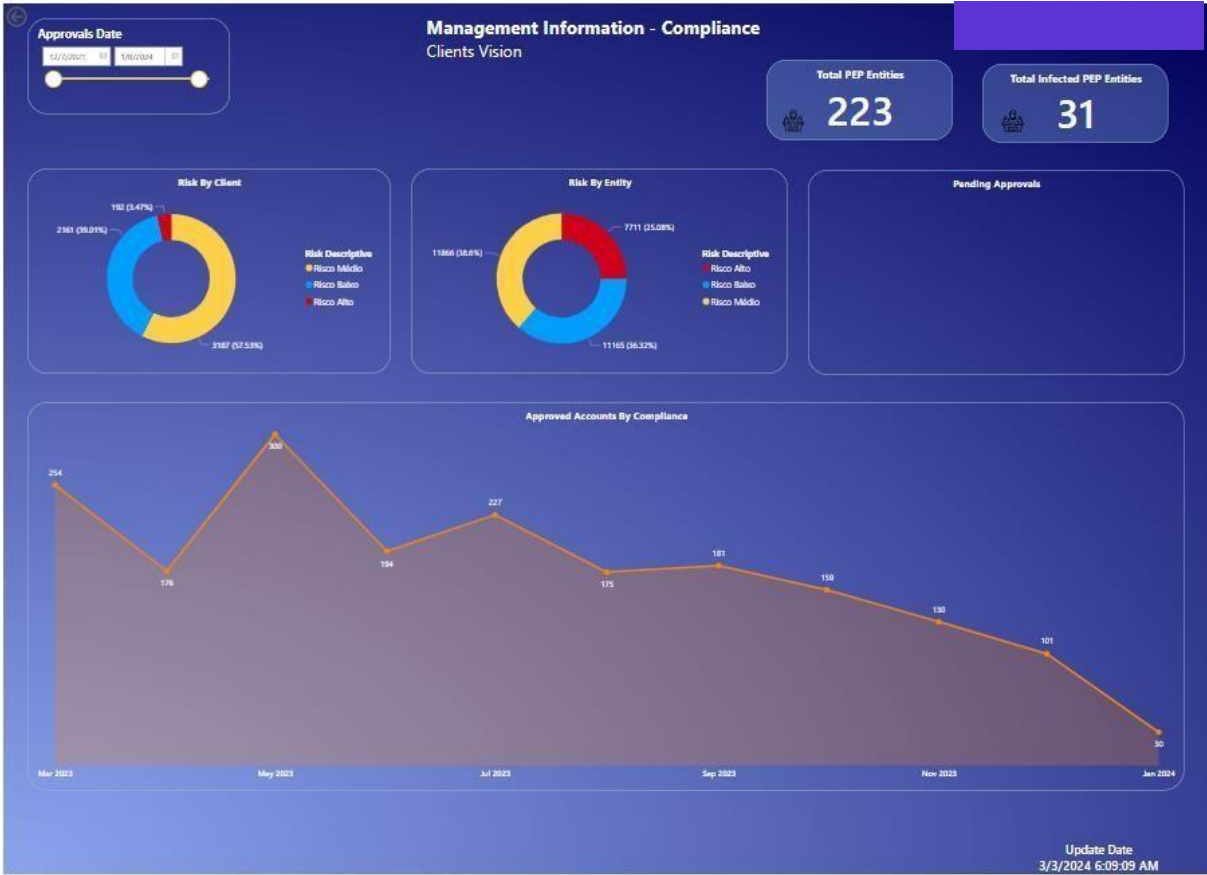 Approvals Date
1/8/2024
Management Information - Compliance
Clients Vision
Total PEP Entities
223
Total Infected PEP Entities
31
Risk By Client
192 (3.47%)
2161 (39.01%)
3187 (57.53%)
Risk Descriptive
Risco Médio
Risco Baixo
Risco Alto
Risk By Entity
7711 (25.08%)
11866 (38.6%)
11165 (36.32%)
Risk Descriptive
Risco Alto
Risco Baixo
Risco Médio
Pending Approvals
Approved Accounts By Compliance
254
176
300
194
227
175
181
159
130
101
30
Mar 2023
May 2023
Jul 2023
Sep 2023
Nov 2023
Jan 2024
Update Date
3/3/2024 6:09:09 AM